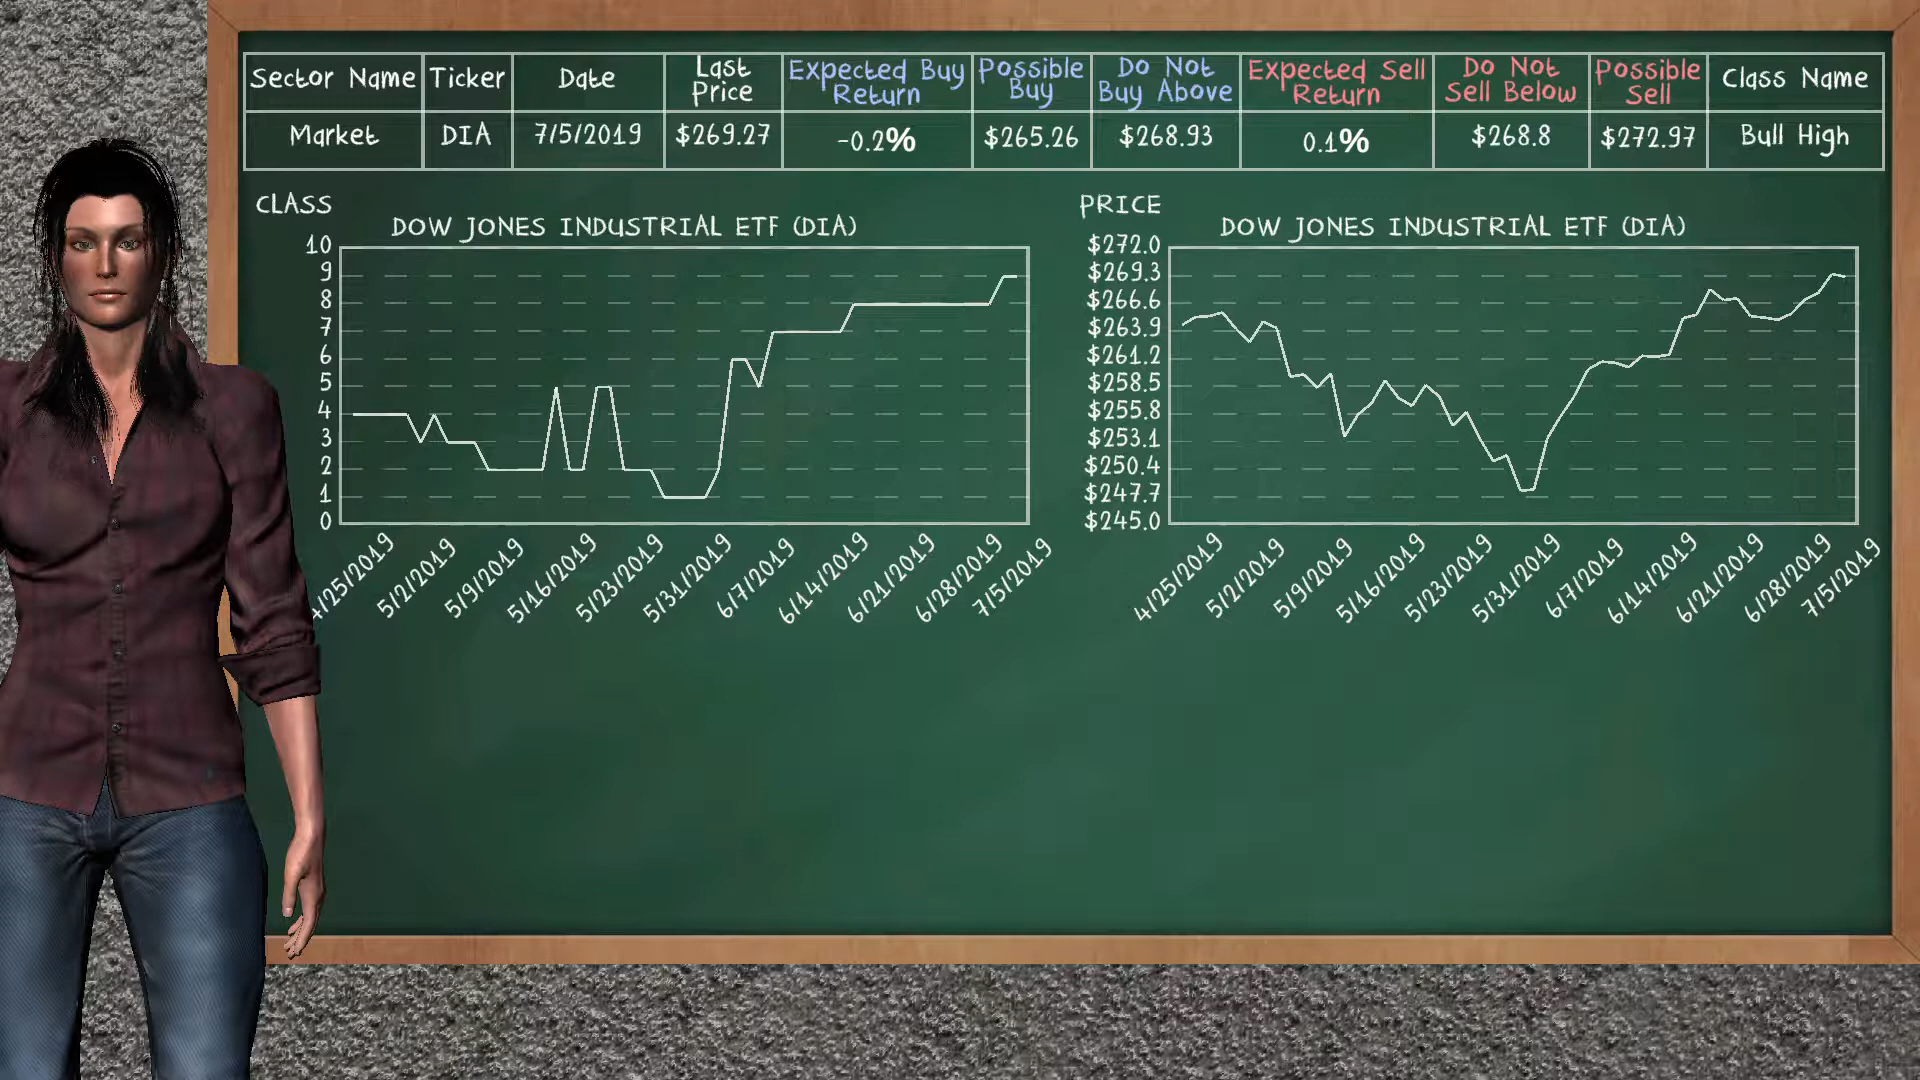 Sector Name Ticker Date Last Price Expected Buy Return Possible Buy Do Not Buy Above Expected Sell Return Do Not Sell Below Possible Sell Class Name
Market DIA 7/5/2019 $269.27 -0.2% $265.26 $268.93 0.1% $268.8 $272.97 Bull High
CLASS
DOW JONES INDUSTRIAL ETF (DIA)
10
9
8
7
6
5
4
3
2
1
0
4/25/2019 5/2/2019 5/9/2019 5/16/2019 5/23/2019 5/31/2019 6/7/2019 6/14/2019 6/21/2019 6/28/2019 7/5/2019
PRICE
DOW JONES INDUSTRIAL ETF (DIA)
$272.0
$269.3
$266.6
$263.9
$261.2
$258.5
$255.8
$253.1
$250.4
$247.7
$245.0
4/25/2019 5/2/2019 5/9/2019 5/16/2019 5/23/2019 5/31/2019 6/7/2019 6/14/2019 6/21/2019 6/28/2019 7/5/2019